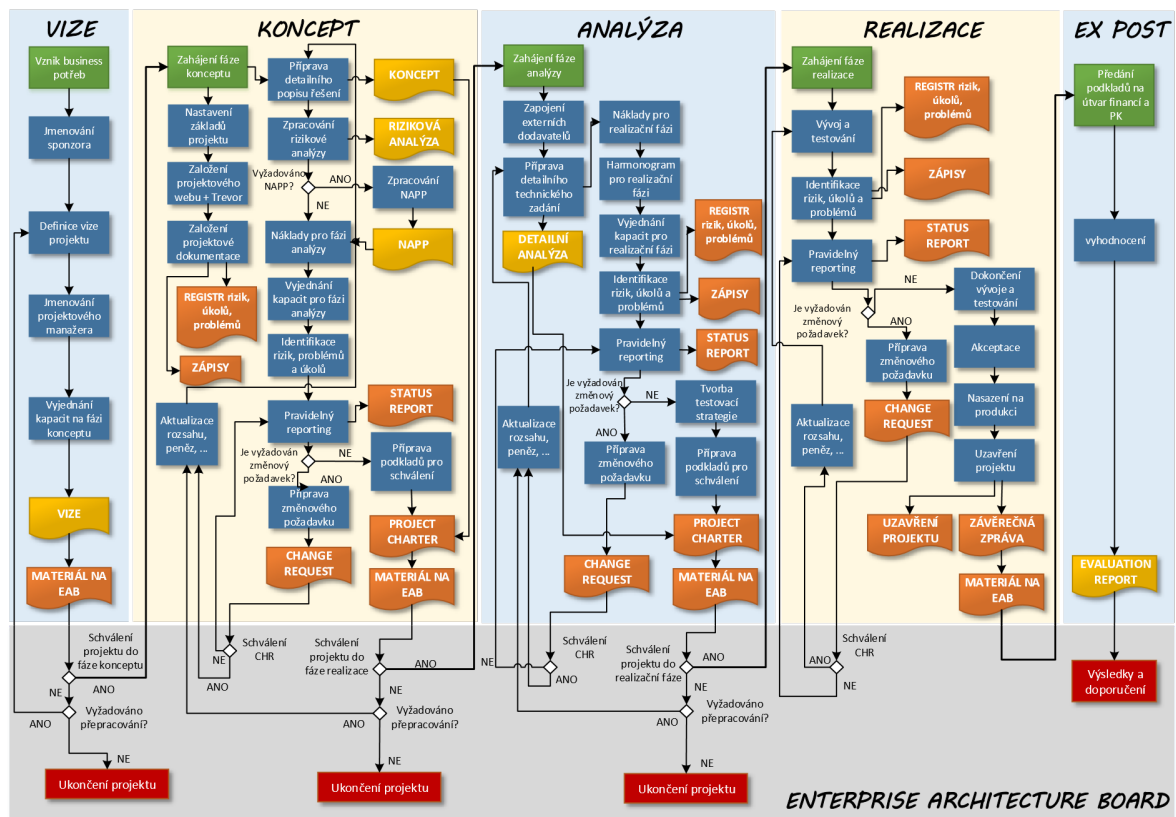 VIZE
Vznik business
potřeb
Jmenování
sponzora
Definice vize
projektu
Jmenování
projektového
manažera
Vyjednání
kapacit na fázi
konceptu
VIZE
MATERIÁL NA
EAB
Schválení
projektu do
fáze konceptu
ANO
NE
ANO
Vyžadováno
přepracování?
NE
Ukončení projektu
KONCEPT
Zahájení fáze
konceptu
Nastavení
základů
projektu
Založení
projektového
webu + Trevor
Založení
projektové
dokumentace
REGISTR rizik,
úkolů,
problémů
ZÁPISY
Aktualizace
rozsahu,
peněz, ...
Příprava
detailního
popisu řešení
KONCEPT
Zpracování
rizikové
analýzy
RIZIKOVÁ
ANALÝZA
Vyžadováno
NAPP?
ANO
NE
Zpracování
NAPP
NAPP
Náklady pro fázi
analýzy
Vyjednání
kapacit pro fázi
analýzy
Identifikace
rizik, problémů
a úkolů
Pravidelný
reporting
STATUS
REPORT
Je vyžadován
změnový
požadavek?
NE
ANO
Příprava
změnového
požadavku
CHANGE
REQUEST
Příprava
podkladů pro
schválení
PROJECT
CHARTER
MATERIÁL NA
EAB
Schválení
CHR
NE
ANO
Schválení
projektu do
fáze realizace
ANO
NE
ANO
Vyžadováno
přepracování?
NE
Ukončení projektu
ANALÝZA
Zahájení fáze
analýzy
Zapojení
externích
dodavatelů
Příprava
detailního
technického
zadání
DETAILNÍ
ANALÝZA
Náklady pro
realizační fázi
Harmonogram
pro realizační
fázi
Vyjednání
kapacit pro
realizační fázi
Identifikace
rizik, úkolů a
problémů
REGISTR rizik,
úkolů,
problémů
ZÁPISY
Pravidelný
reporting
STATUS
REPORT
Je vyžadován
změnový
požadavek?
NE
ANO
Tvorba
testovací
strategie
Aktualizace
rozsahu,
peněz, ...
Příprava
změnového
požadavku
Příprava
podkladů pro
schválení
PROJECT
CHARTER
CHANGE
REQUEST
MATERIÁL NA
EAB
Schválení
CHR
NE
ANO
Schválení
projektu do
realizační fáze
ANO
NE
ANO
Vyžadováno
přepracování?
NE
Ukončení projektu
REALIZACE
Zahájení fáze
realizace
Vývoj a
testování
Identifikace
rizik, úkolů a
problémů
REGISTR rizik,
úkolů,
problémů
ZÁPISY
Pravidelný
reporting
STATUS
REPORT
Je vyžadován
změnový
požadavek?
NE
ANO
Dokončení
vývoje a
testování
Příprava
změnového
požadavku
Akceptace
CHANGE
REQUEST
Nasazení na
produkci
Aktualizace
rozsahu,
peněz, ...
Uzavření
projektu
UZAVŘENÍ
PROJEKTU
ZÁVĚREČNÁ
ZPRÁVA
MATERIÁL NA
EAB
Schválení
CHR
ANO
NE
EX POST
Předání
podkladů na
útvar financí a
PK
vyhodnocení
EVALUATION
REPORT
Výsledky a
doporučení
ENTERPRISE ARCHITECTURE BOARD